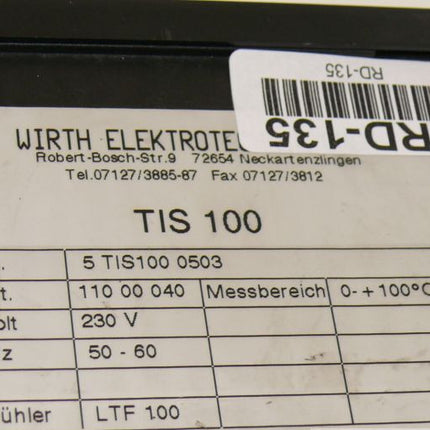 RD-135
RD-135
WIRTH ELEKTROTEC
Robert-Bosch-Str.9 72654 Neckartenzlingen
Tel.07127/3885-87 Fax 07127/3812
TIS 100
. 5 TIS100 0503
t. 110 00 040 Messbereich 0- +100°C
olt 230 V
z 50 - 60
ühler LTF 100